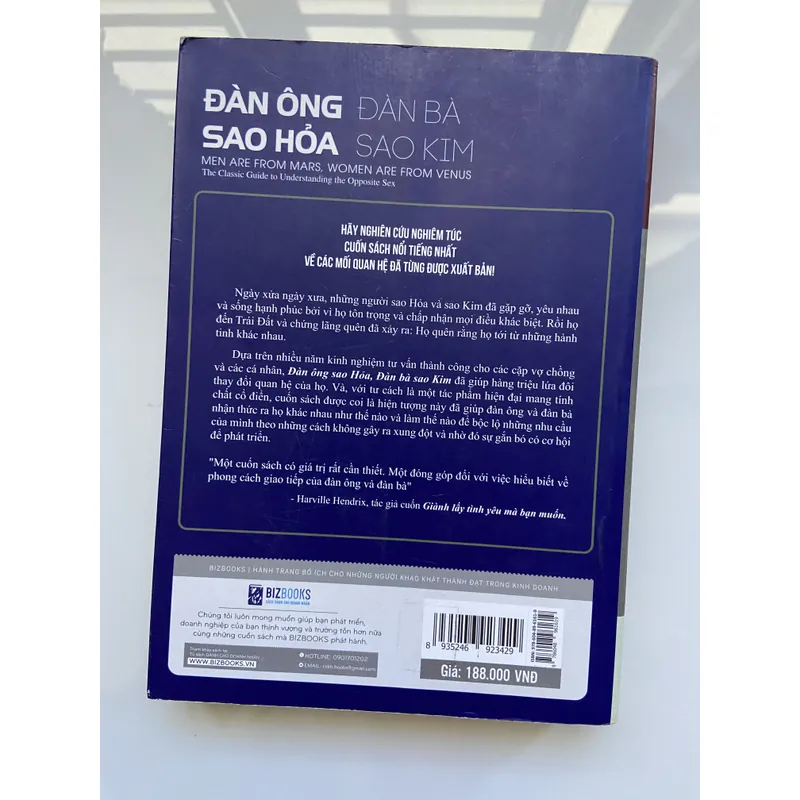 ĐÀN ÔNG ĐÀN BÀ
SAO HỎA SAO KIM
MEN ARE FROM MARS, WOMEN ARE FROM VENUS
The Classic Guide to Understanding the Opposite Sex
HÃY NGHIÊN CỨU NGHIÊM TÚC
CUỐN SÁCH NỔI TIẾNG NHẤT
VỀ CÁC MỐI QUAN HỆ ĐÃ TỪNG ĐƯỢC XUẤT BẢN!
Ngày xửa ngày xưa, những người sao Hỏa và sao Kim đã gặp gỡ, yêu nhau
và sống hạnh phúc bởi vì họ tôn trọng và chấp nhận mọi điều khác biệt. Rồi họ
đến Trái Đất và chứng lãng quên đã xảy ra: Họ quên rằng họ tới từ những hành
tinh khác nhau.
Dựa trên nhiều năm kinh nghiệm tư vấn thành công cho các cặp vợ chồng
và các cá nhân, Đàn ông sao Hỏa, Đàn bà sao Kim đã giúp hàng triệu lứa đôi
thay đổi quan hệ của họ. Và, với tư cách là một tác phẩm hiện đại mang tính
chất cổ điển, cuốn sách được coi là hiện tượng này đã giúp đàn ông và đàn bà
nhận thức ra họ khác nhau như thế nào và làm thế nào để bộc lộ những nhu cầu
của mình theo những cách không gây ra xung đột và nhờ đó sự gắn bó có cơ hội
để phát triển.
"Một cuốn sách có giá trị rất cần thiết. Một đóng góp đối với việc hiểu biết về
phong cách giao tiếp của đàn ông và đàn bà"
- Harville Hendrix, tác giả cuốn Giành lấy tình yêu mà bạn muốn.
BIZBOOKS | HÀNH TRANG BỔ ÍCH CHO NHỮNG NGƯỜI KHAO KHÁT THÀNH ĐẠT TRONG KINH DOANH
BIZBOOKS
Chúng tôi luôn mong muốn giúp bạn phát triển,
doanh nghiệp của bạn thịnh vượng và trường tồn hơn nữa
cùng những cuốn sách mà BIZBOOKS phát hành.
Tham khảo sách tại:
WWW.BIZBOOKS.VN
HOTLINE: 0901701202
8 935246 923429
Giá: 188.000 VNĐ